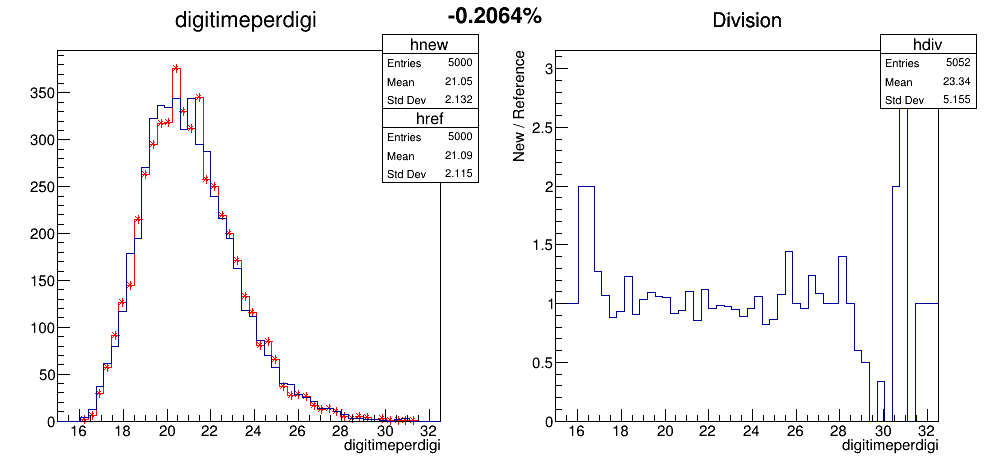 digitimeperdigi
-0.2064%
Division
hnew
Entries 5000
Mean 21.05
Std Dev 2.132
href
Entries 5000
Mean 21.09
Std Dev 2.115
350
300
250
200
150
100
50
0
16 18 20 22 24 26 28 30 32
digitimeperdigi
hdiv
Entries 5052
Mean 23.34
Std Dev 5.155
New / Reference
3
2.5
2
1.5
1
0.5
0
16 18 20 22 24 26 28 30 32
digitimeperdigi